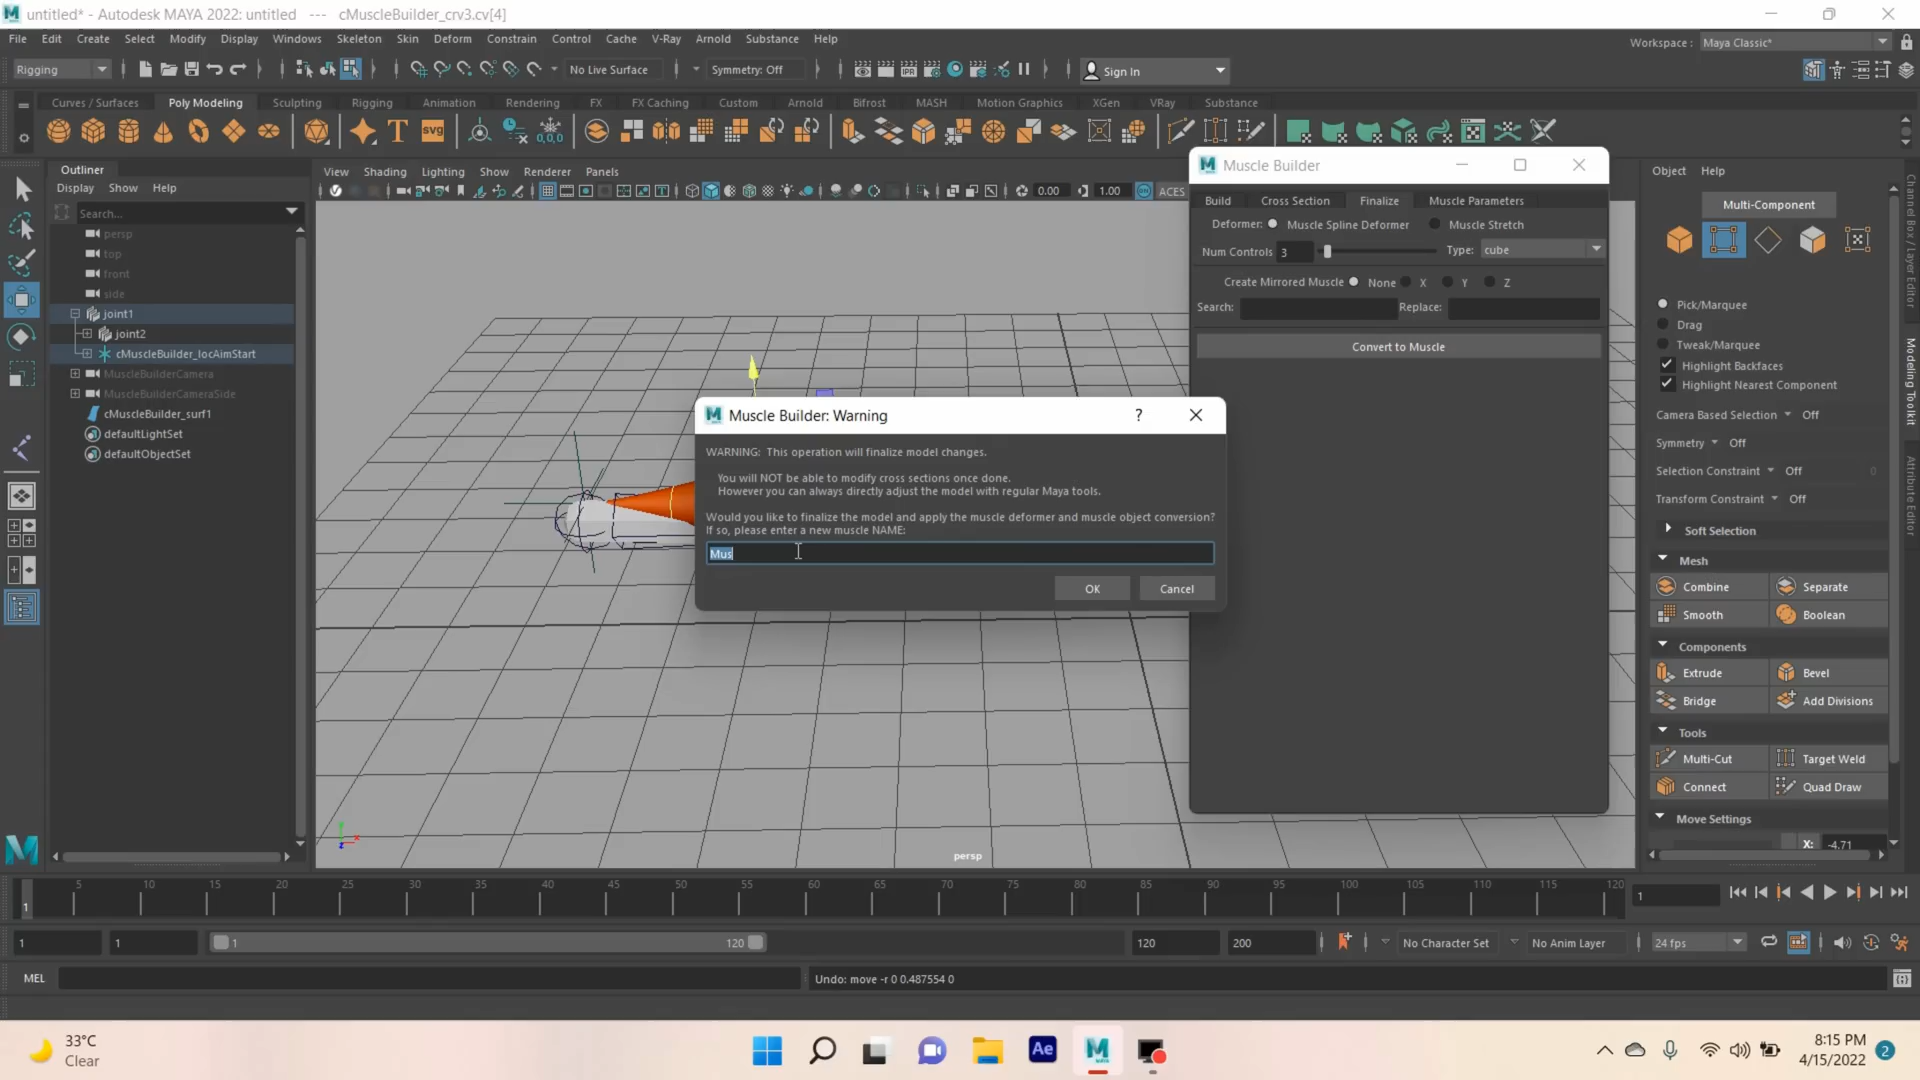 untitled* - Autodesk MAYA 2022: untitled --- cMuscleBuilder_crv3.cv[4]
File Edit Create Select Modify Display Windows Skeleton Skin Deform Constrain Control Cache V-Ray Arnold Substance Help
Workspace : Maya Classic*
Rigging No Live Surface Symmetry: Off Sign In
Curves / Surfaces Poly Modeling Sculpting Rigging Animation Rendering FX FX Caching Custom Arnold Bifrost MASH Motion Graphics XGen VRay Substance
Outliner
Display Show Help
Search...
persp
top
front
side
joint1
joint2
cMuscleBuilder_locAimStart
MuscleBuilderCamera
MuscleBuilderCameraSide
cMuscleBuilder_surf1
defaultLightSet
defaultObjectSet
View Shading Lighting Show Renderer Panels
0.00 1.00 ACES
persp
Muscle Builder
Build Cross Section Finalize Muscle Parameters
Deformer: Muscle Spline Deformer Muscle Stretch
Num Controls 3 Type: cube
Create Mirrored Muscle None X Y Z
Search: Replace:
Convert to Muscle
Muscle Builder: Warning ?
WARNING: This operation will finalize model changes.
You will NOT be able to modify cross sections once done.
However you can always directly adjust the model with regular Maya tools.
Would you like to finalize the model and apply the muscle deformer and muscle object conversion?
If so, please enter a new muscle NAME:
Mus
OK Cancel
Object Help
Multi-Component
Pick/Marquee
Drag
Tweak/Marquee
Highlight Backfaces
Highlight Nearest Component
Camera Based Selection Off
Symmetry Off
Selection Constraint Off 0
Transform Constraint Off
Soft Selection
Mesh
Combine Separate
Smooth Boolean
Components
Extrude Bevel
Bridge Add Divisions
Tools
Multi-Cut Target Weld
Connect Quad Draw
Move Settings
X: -4.71
Channel Box / Layer Editor
Modeling Toolkit
Attribute Editor
5 10 15 20 25 30 35 40 45 50 55 60 65 70 75 80 85 90 95 100 105 110 115 120
1 1
1 1 1 120 120 200 No Character Set No Anim Layer 24 fps
MEL Undo: move -r 0 0.487554 0
33°C
Clear
Ae
8:15 PM
4/15/2022
2